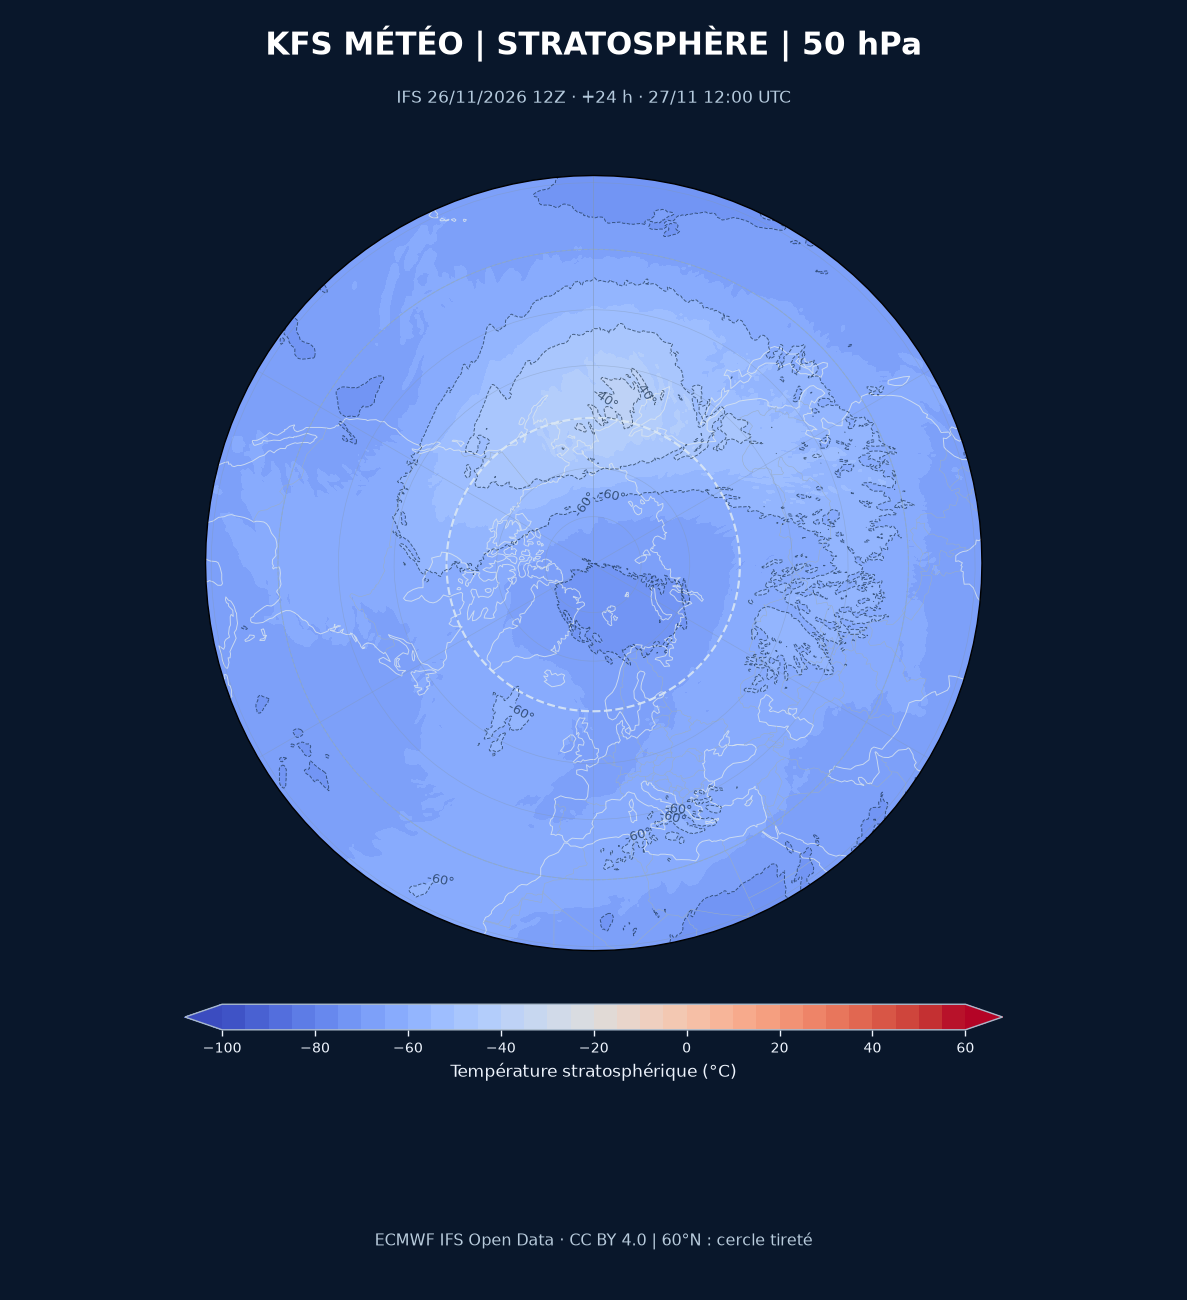 KFS MÉTÉO | STRATOSPHÈRE | 50 hPa
IFS 26/11/2026 12Z · +24 h · 27/11 12:00 UTC
-40°
-40°
-60°
-60°
-60°
-60°
-60°
-60°
-60°
−100 −80 −60 −40 −20 0 20 40 60
Température stratosphérique (°C)
ECMWF IFS Open Data · CC BY 4.0 | 60°N : cercle tireté